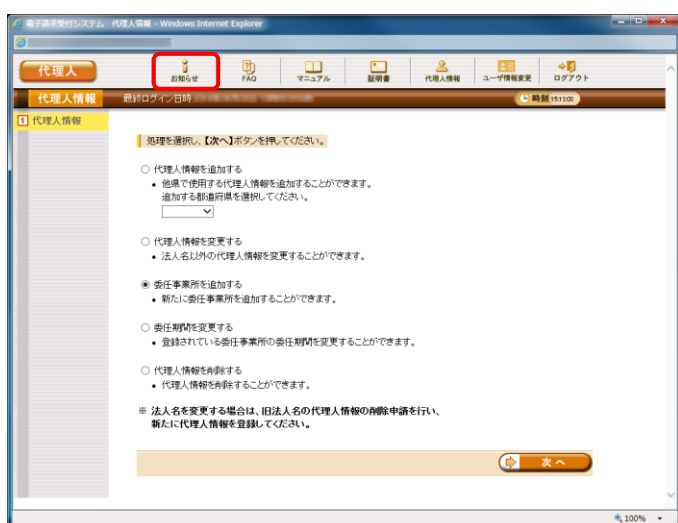 電子請求受付システム 代理人情報 - Windows Internet Explorer
代理人
お知らせ
FAQ
マニュアル
証明書
代理人情報
ユーザ情報変更
ログアウト
代理人情報
最終ログイン日時
時刻 15:12:00
1 代理人情報
処理を選択し、【次へ】ボタンを押してください。
代理人情報を追加する
• 他県で使用する代理人情報を追加することができます。
追加する都道府県を選択してください。
代理人情報を変更する
• 法人名以外の代理人情報を変更することができます。
委任事業所を追加する
• 新たに委任事業所を追加することができます。
委任期間を変更する
• 登録されている委任事業所の委任期間を変更することができます。
代理人情報を削除する
• 代理人情報を削除することができます。
※ 法人名を変更する場合は、旧法人名の代理人情報の削除申請を行い、
新たに代理人情報を登録してください。
次へ
100%